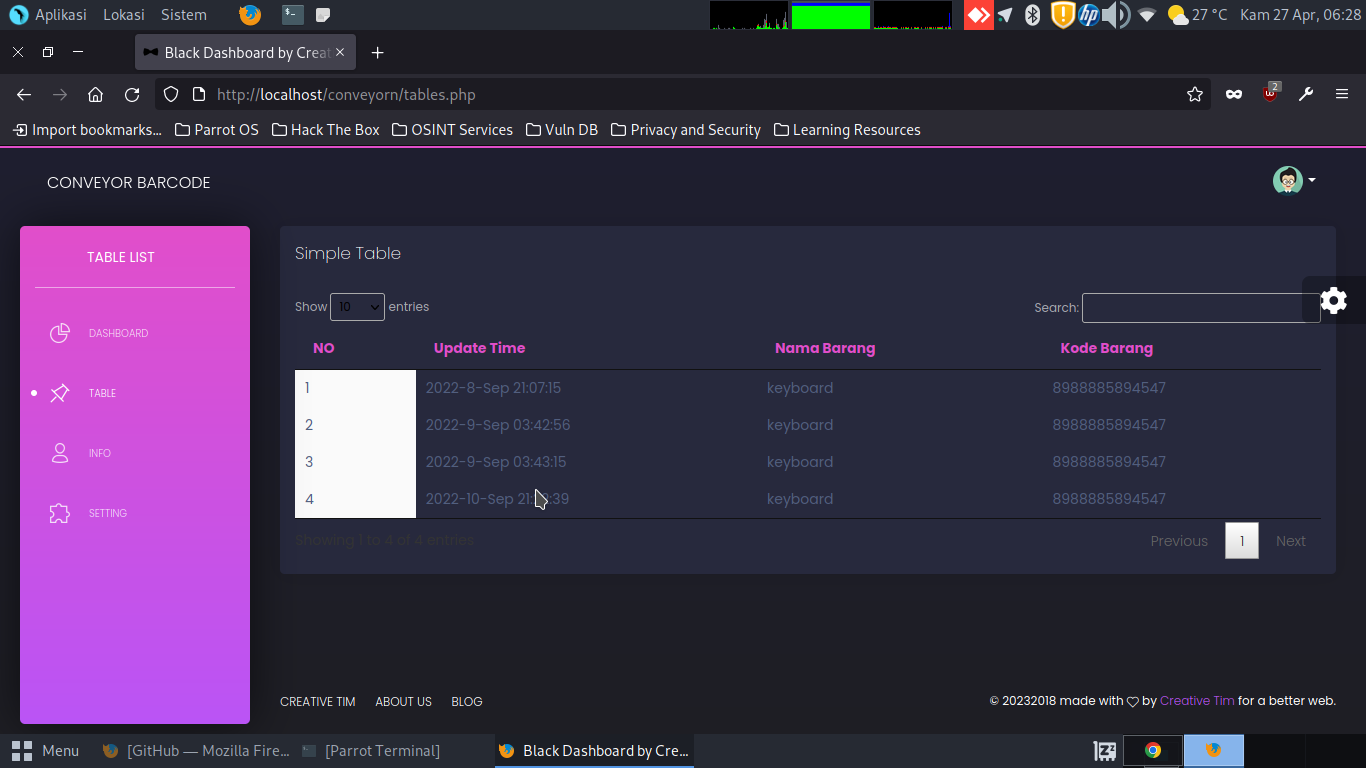 Aplikasi Lokasi Sistem 27 °C Kam 27 Apr, 06:28
Black Dashboard by Creat
http://localhost/conveyorn/tables.php 2
Import bookmarks... Parrot OS Hack The Box OSINT Services Vuln DB Privacy and Security Learning Resources
CONVEYOR BARCODE
TABLE LIST
DASHBOARD
TABLE
INFO
SETTING
Simple Table
Show 10 entries Search:
NO Update Time Nama Barang Kode Barang
1 2022-8-Sep 21:07:15 keyboard 8988885894547
2 2022-9-Sep 03:42:56 keyboard 8988885894547
3 2022-9-Sep 03:43:15 keyboard 8988885894547
4 2022-10-Sep keyboard 8988885894547
Showing 1 to 4 of 4 entries Previous 1 Next
CREATIVE TIM ABOUT US BLOG © 20232018 made with by Creative Tim for a better web.
Menu [GitHub — Mozilla Fire... [Parrot Terminal] Black Dashboard by Cre...